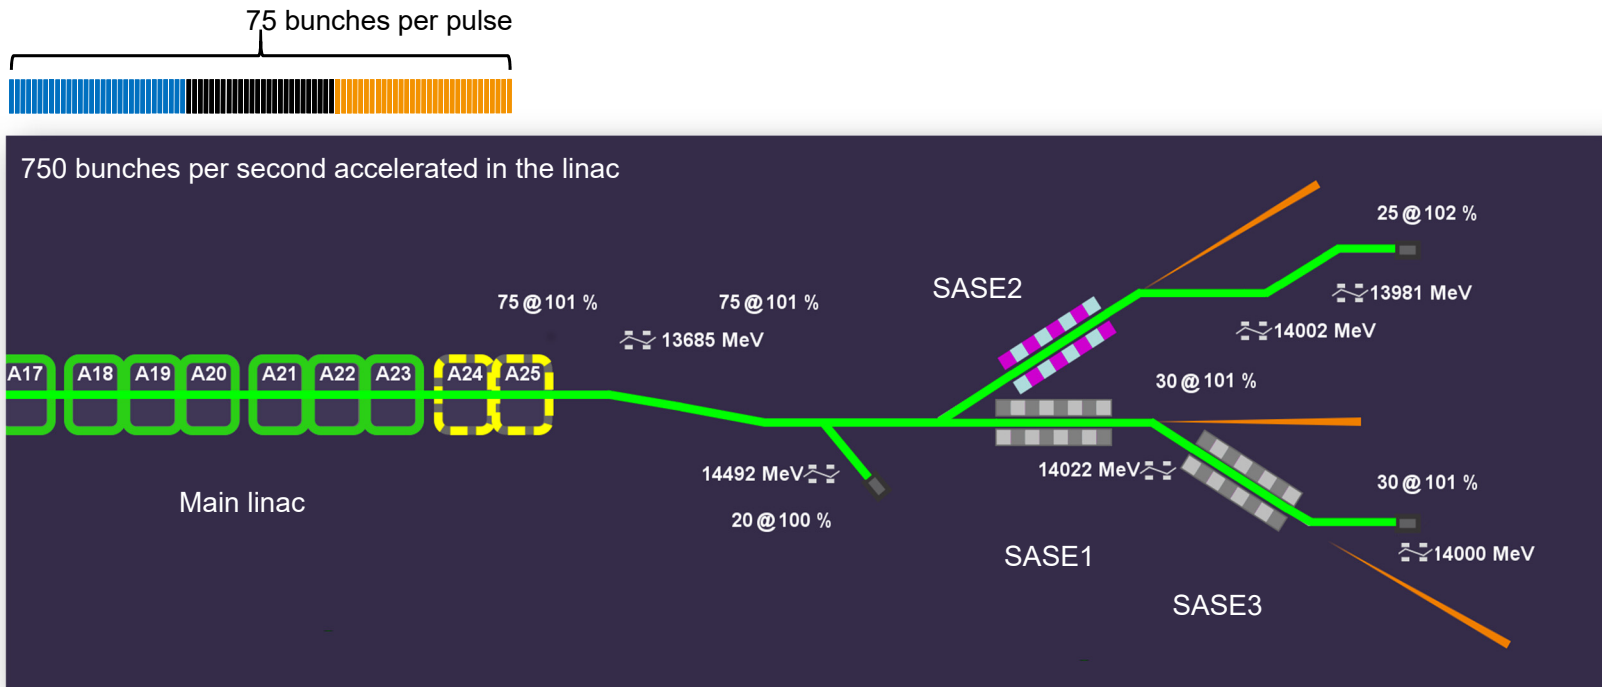 75 bunches per pulse
750 bunches per second accelerated in the linac
25 @ 102 %
SASE2
75 @ 101 %
75 @ 101 %
13981 MeV
14002 MeV
13685 MeV
A17
A18
A19
A20
A21
A22
A23
A24
A25
30 @ 101 %
14492 MeV
14022 MeV
30 @ 101 %
Main linac
20 @ 100 %
SASE1
14000 MeV
SASE3